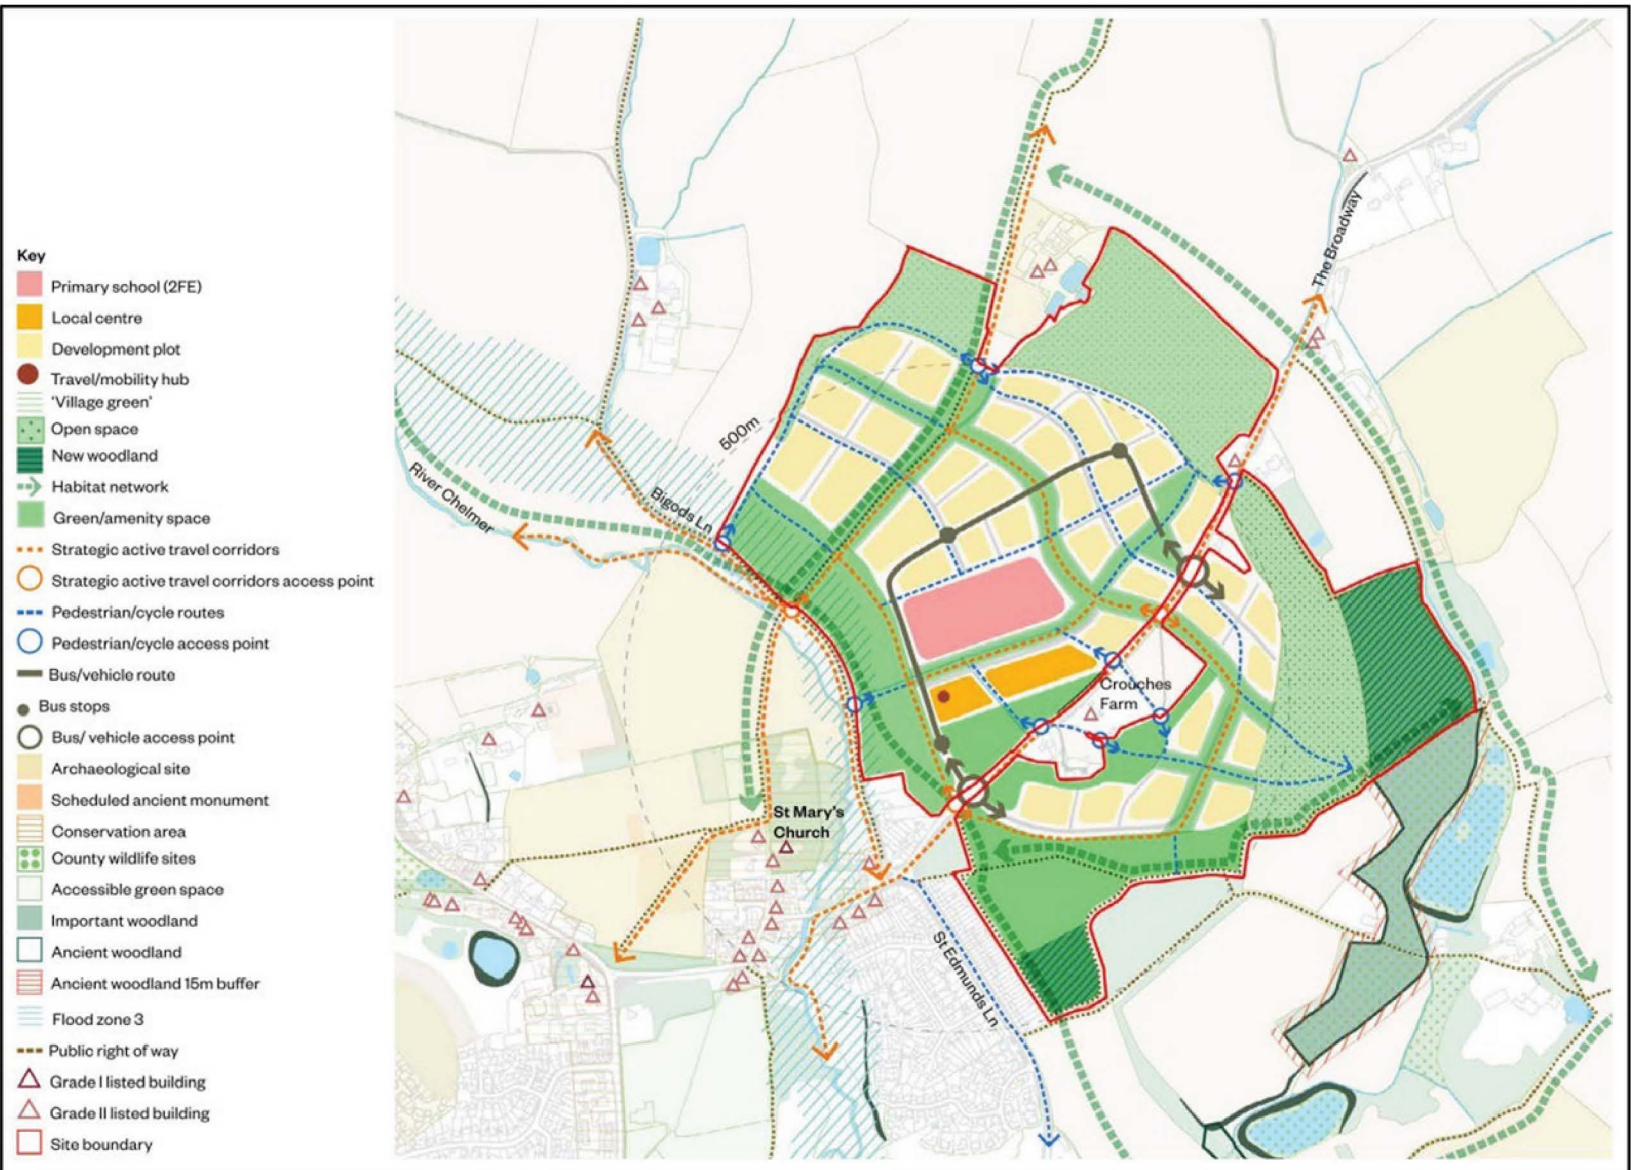 Key
Primary school (2FE)
Local centre
Development plot
Travel/mobility hub
'Village green'
Open space
New woodland
Habitat network
Green/amenity space
Strategic active travel corridors
Strategic active travel corridors access point
Pedestrian/cycle routes
Pedestrian/cycle access point
Bus/vehicle route
Bus stops
Bus/ vehicle access point
Archaeological site
Scheduled ancient monument
Conservation area
County wildlife sites
Accessible green space
Important woodland
Ancient woodland
Ancient woodland 15m buffer
Flood zone 3
Public right of way
Grade I listed building
Grade II listed building
Site boundary
The Broadway
500m
River Chelmer
Bigods Ln
Crouches
Farm
St Mary's
Church
St Edmunds Ln